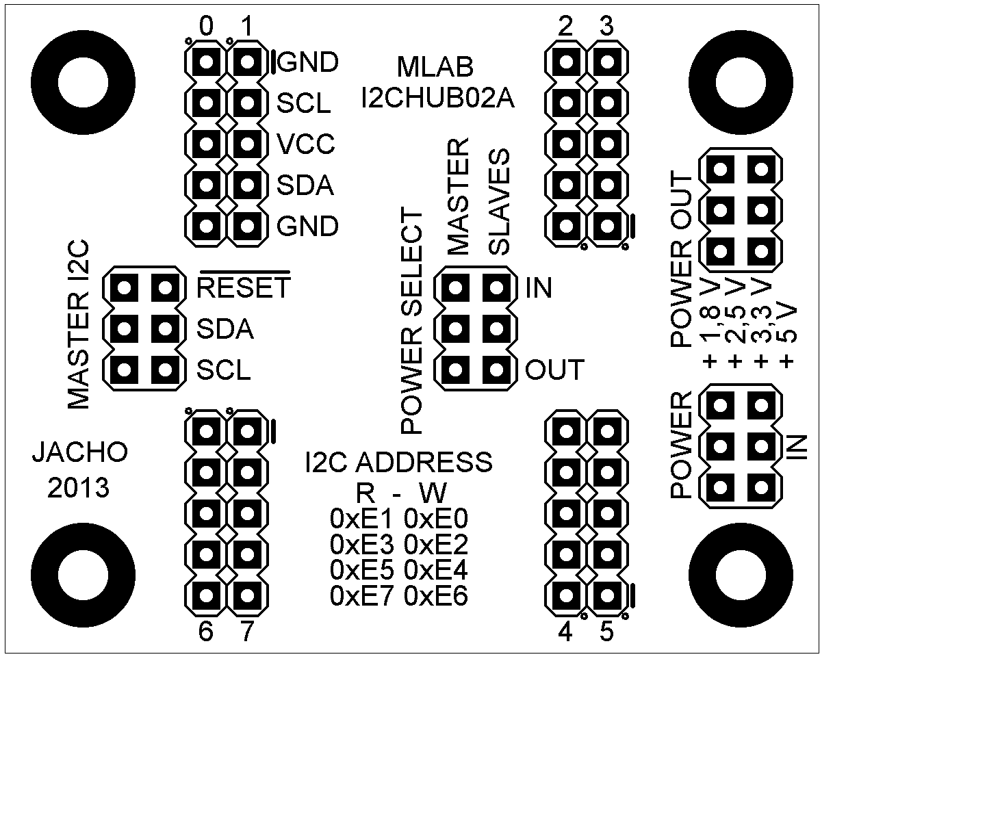 0 1
2 3
GND
SCL
VCC
SDA
GND
MLAB
I2CHUB02A
MASTER
SLAVES
POWER SELECT
IN
OUT
MASTER I2C
RESET
SDA
SCL
POWER OUT
+ 1,8 V
+ 2,5 V
+ 3,3 V
+ 5 V
POWER
IN
JACHO
2013
I2C ADDRESS
R - W
0xE1 0xE0
0xE3 0xE2
0xE5 0xE4
0xE7 0xE6
6 7
4 5